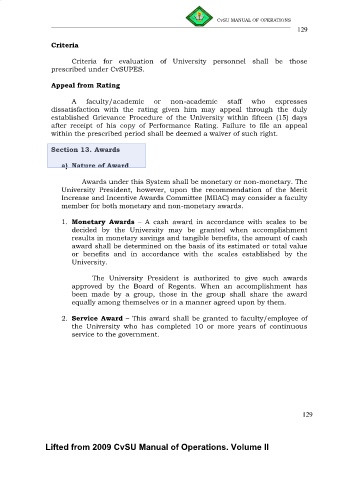 CvSU MANUAL OF OPERATIONS
129
Criteria
Criteria for evaluation of University personnel shall be those
prescribed under CvSUPES.
Appeal from Rating
A faculty/academic or non-academic staff who expresses
dissatisfaction with the rating given him may appeal through the duly
established Grievance Procedure of the University within fifteen (15) days
after receipt of his copy of Performance Rating. Failure to file an appeal
within the prescribed period shall be deemed a waiver of such right.
Section 13. Awards
a) Nature of Award
Awards under this System shall be monetary or non-monetary. The
University President, however, upon the recommendation of the Merit
Increase and Incentive Awards Committee (MIIAC) may consider a faculty
member for both monetary and non-monetary awards.
1. Monetary Awards – A cash award in accordance with scales to be
decided by the University may be granted when accomplishment
results in monetary savings and tangible benefits, the amount of cash
award shall be determined on the basis of its estimated or total value
or benefits and in accordance with the scales established by the
University.
The University President is authorized to give such awards
approved by the Board of Regents. When an accomplishment has
been made by a group, those in the group shall share the award
equally among themselves or in a manner agreed upon by them.
2. Service Award – This award shall be granted to faculty/employee of
the University who has completed 10 or more years of continuous
service to the government.
129
Lifted from 2009 CvSU Manual of Operations. Volume II